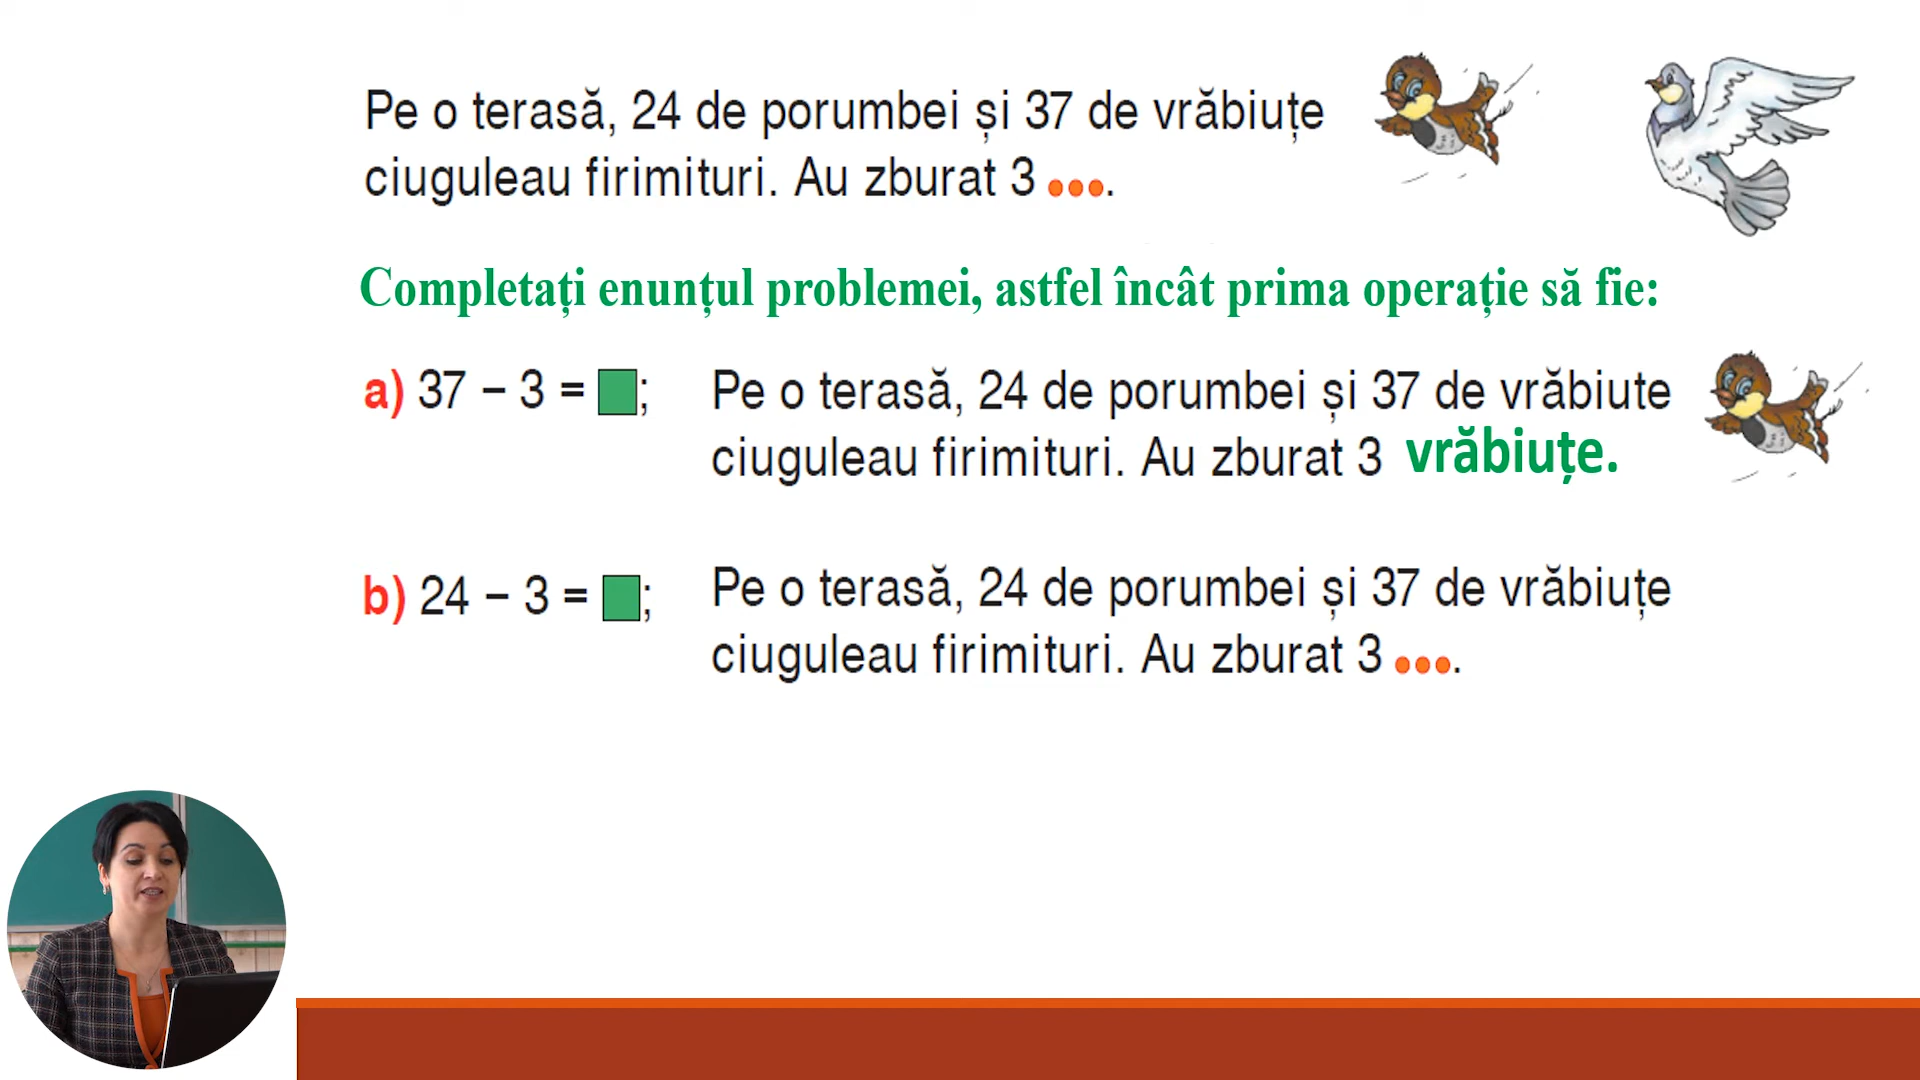 Pe o terasă, 24 de porumbei și 37 de vrăbiuțe
ciuguleau firimituri. Au zburat 3 •••.
Completați enunțul problemei, astfel încât prima operație să fie:
a) 37 – 3 = ■;
Pe o terasă, 24 de porumbei și 37 de vrăbiute
ciuguleau firimituri. Au zburat 3 vrăbiuțe.
b) 24 – 3 = ■;
Pe o terasă, 24 de porumbei și 37 de vrăbiuțe
ciuguleau firimituri. Au zburat 3 •••.